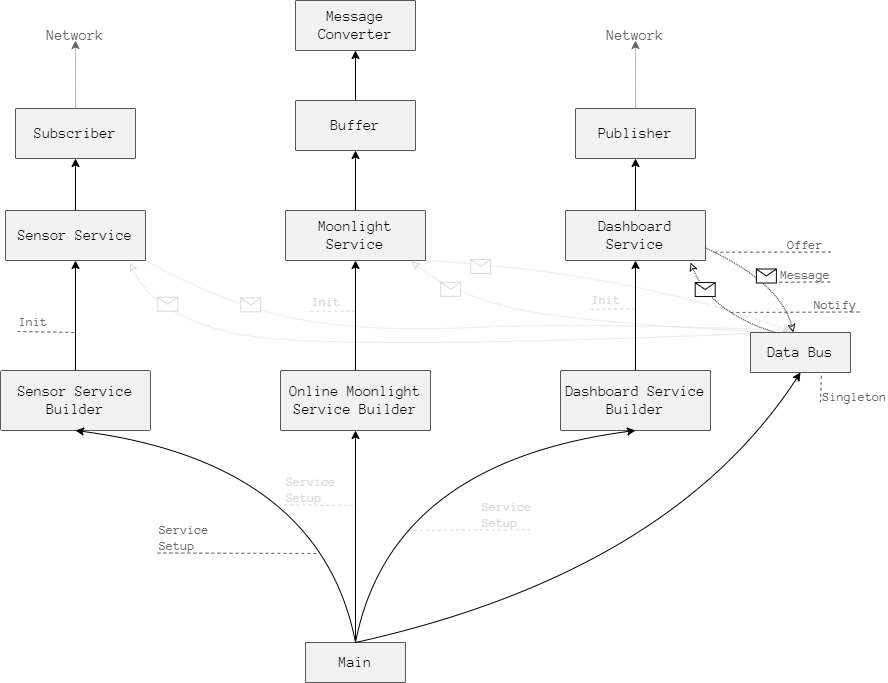 Message
Converter
Network
Network
Buffer
Subscriber
Publisher
Sensor Service
Moonlight
Service
Dashboard
Service
Offer
Message
Notify
Init
Init
Init
Data Bus
Sensor Service
Builder
Online Moonlight
Service Builder
Dashboard Service
Builder
Singleton
Service
Setup
Service
Setup
Service
Setup
Main